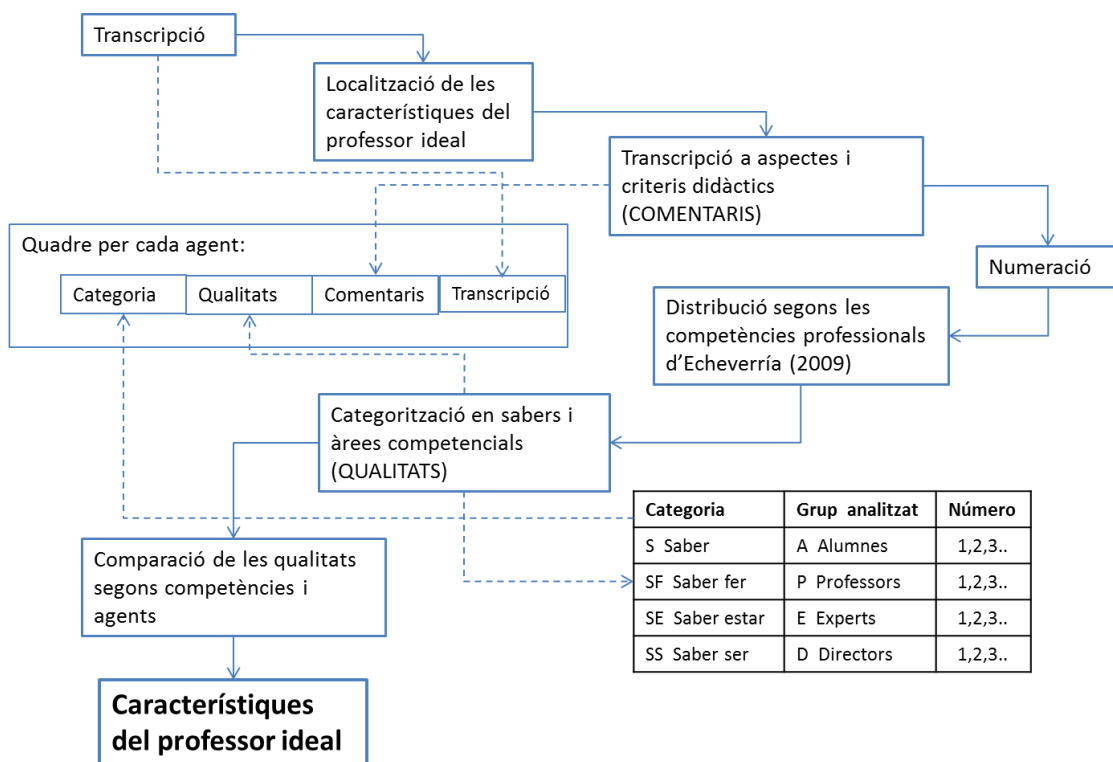 Transcripció
Localització de les
característiques del
professor ideal
Transcripció a aspectes i
criteris didàctics
(COMENTARIS)
Quadre per cada agent:
Categoria Qualitats Comentaris Transcripció
Numeració
Distribució segons les
competències professionals
d’Echeverría (2009)
Categorització en sabers i
àrees competencials
(QUALITATS)
Categoria Grup analitzat Número
S Saber A Alumnes 1,2,3..
SF Saber fer P Professors 1,2,3..
SE Saber estar E Experts 1,2,3..
SS Saber ser D Directors 1,2,3..
Comparació de les qualitats
segons competències i
agents
Característiques
del professor ideal